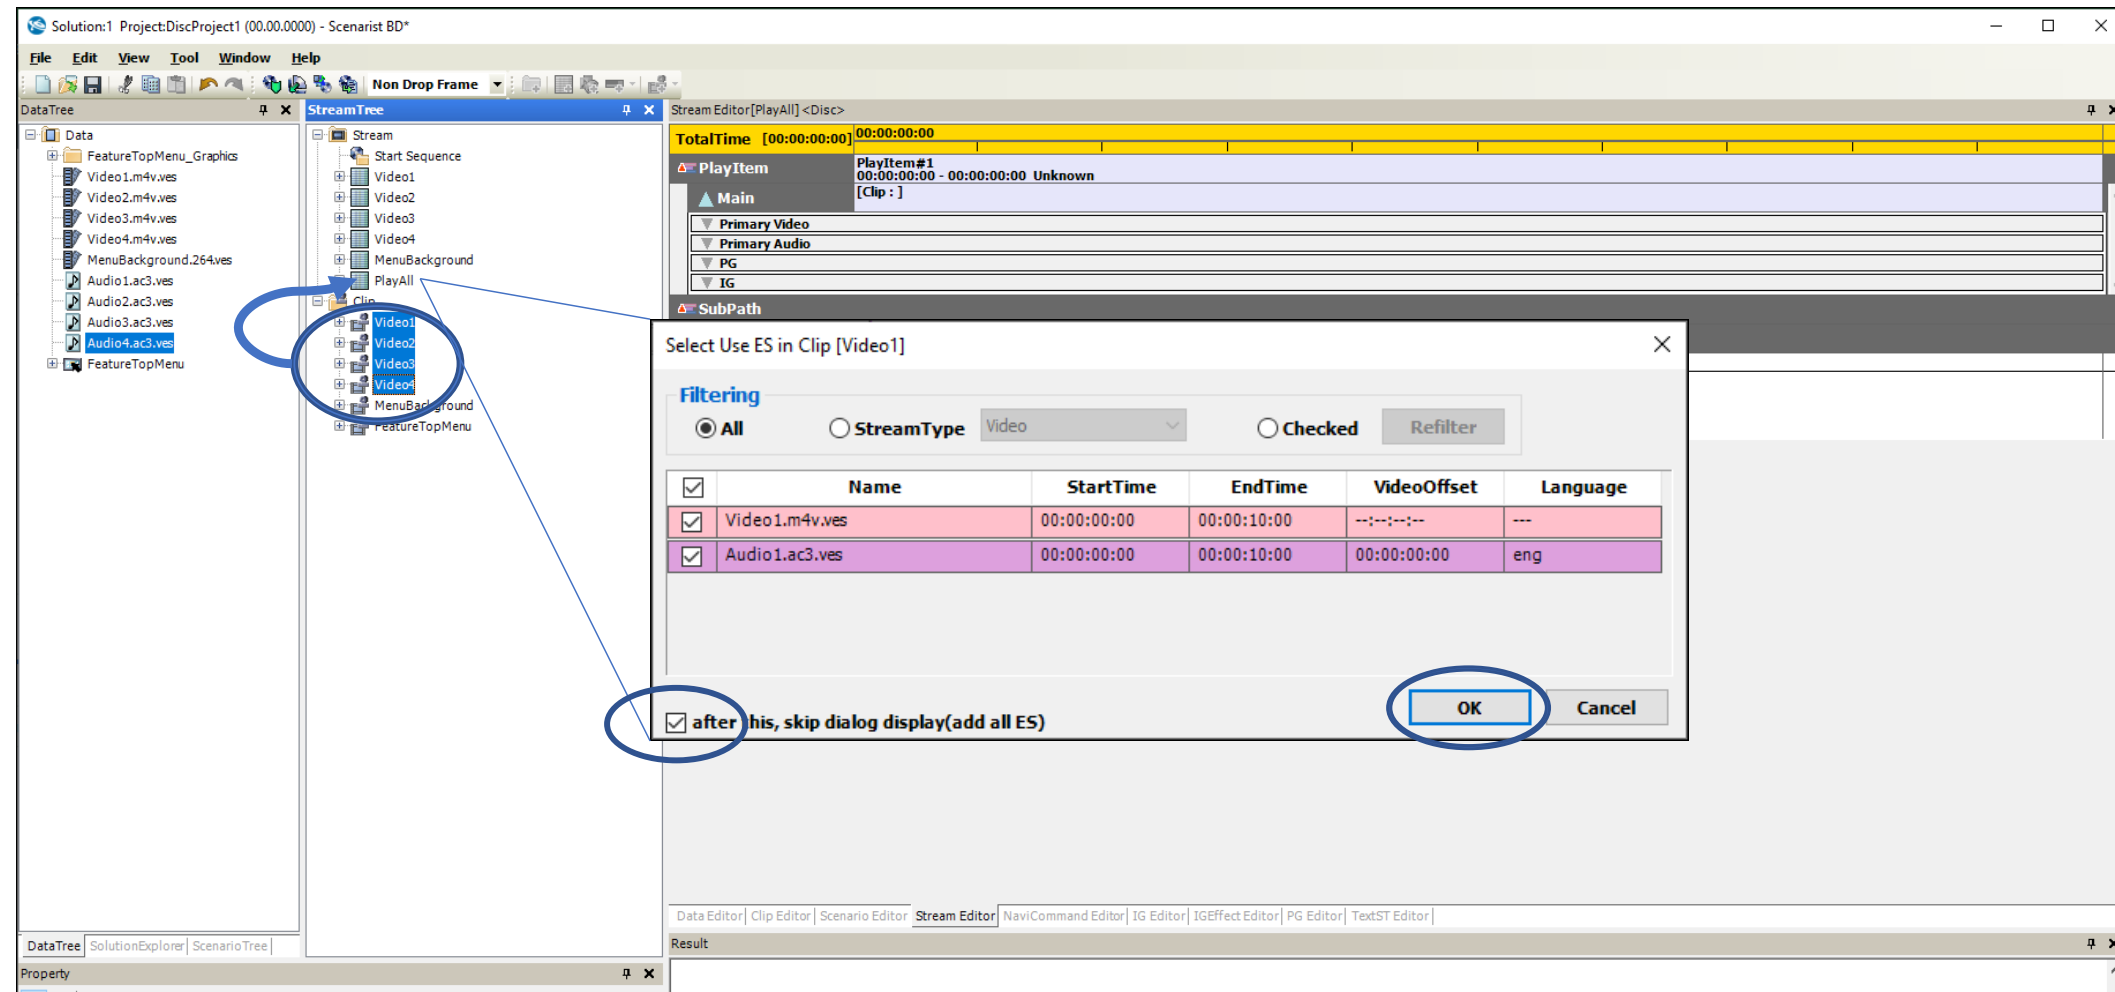 Solution:1 Project:DiscProject1 (00.00.0000) - Scenarist BD*
File Edit View Tool Window Help
Non Drop Frame
DataTree
Data
FeatureTopMenu_Graphics
Video1.m4v.ves
Video2.m4v.ves
Video3.m4v.ves
Video4.m4v.ves
MenuBackground.264.ves
Audio1.ac3.ves
Audio2.ac3.ves
Audio3.ac3.ves
Audio4.ac3.ves
FeatureTopMenu
DataTree SolutionExplorer ScenarioTree
Property
StreamTree
Stream
Start Sequence
Video1
Video2
Video3
Video4
MenuBackground
PlayAll
Clip
Video1
Video2
Video3
Video4
MenuBackground
FeatureTopMenu
Stream Editor[PlayAll] <Disc>
TotalTime [00:00:00:00] 00:00:00:00
PlayItem PlayItem#1
00:00:00:00 - 00:00:00:00 Unknown
Main [Clip : ]
Primary Video
Primary Audio
PG
IG
SubPath
Select Use ES in Clip [Video1]
Filtering
All StreamType Video Checked Refilter
Name StartTime EndTime VideoOffset Language
Video1.m4v.ves 00:00:00:00 00:00:10:00 --:--:--:-- ---
Audio1.ac3.ves 00:00:00:00 00:00:10:00 00:00:00:00 eng
after this, skip dialog display(add all ES)
OK Cancel
Data Editor Clip Editor Scenario Editor Stream Editor NaviCommand Editor IG Editor IGEffect Editor PG Editor TextST Editor
Result